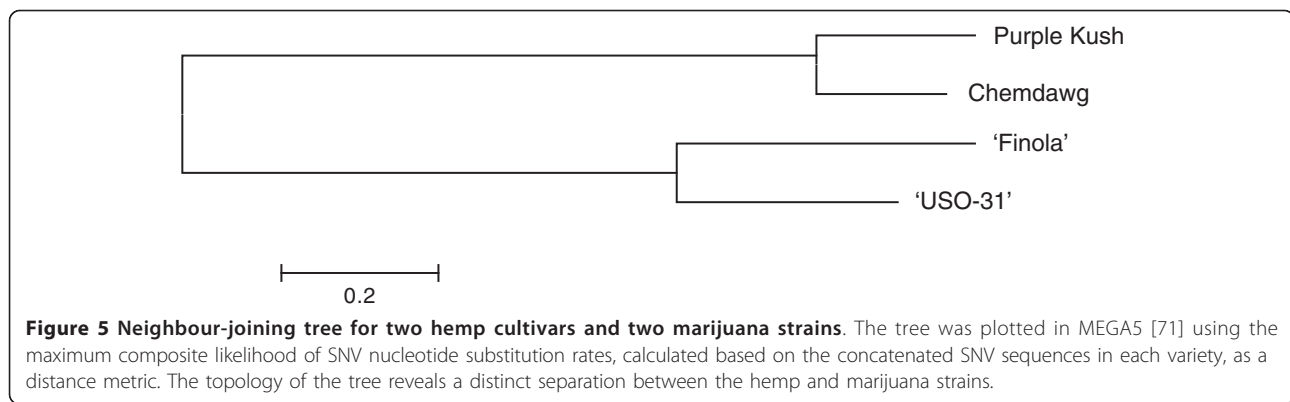 Purple Kush
Chemdawg
‘Finola’
‘USO-31’
0.2
Figure 5 Neighbour-joining tree for two hemp cultivars and two marijuana strains. The tree was plotted in MEGA5 [71] using the
maximum composite likelihood of SNV nucleotide substitution rates, calculated based on the concatenated SNV sequences in each variety, as a
distance metric. The topology of the tree reveals a distinct separation between the hemp and marijuana strains.